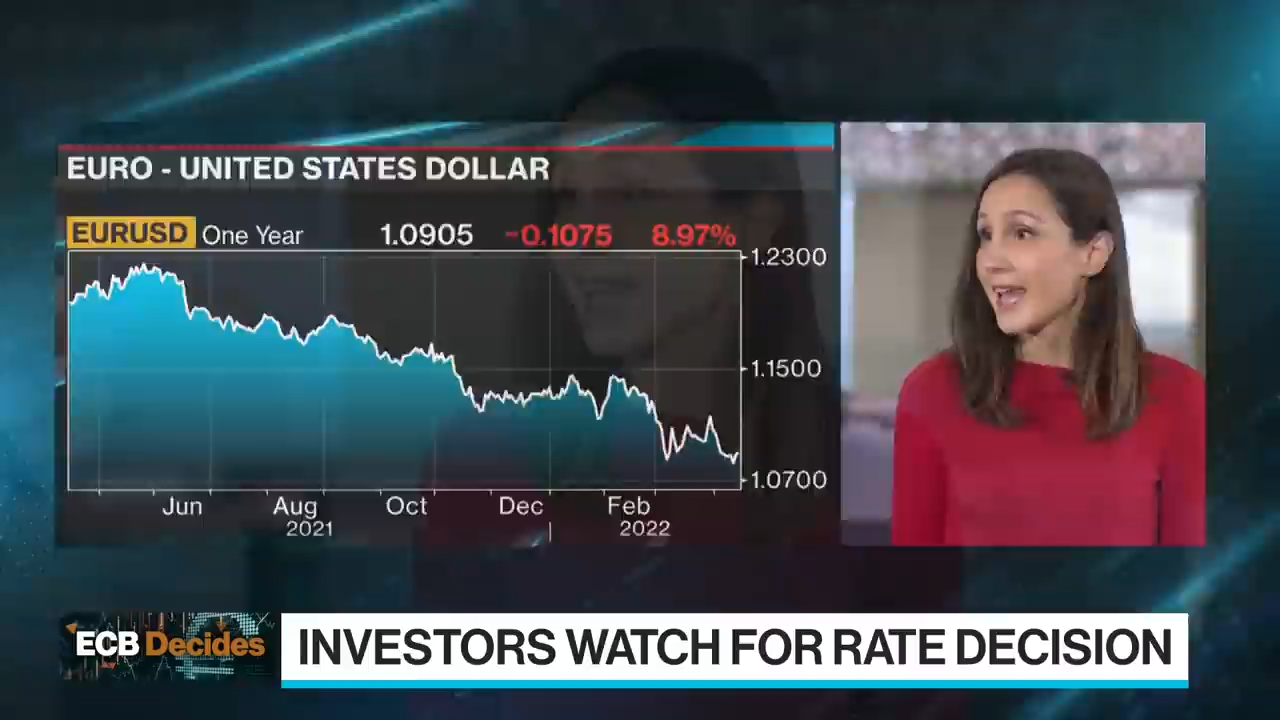 EURO - UNITED STATES DOLLAR
EURUSD One Year 1.0905 -0.1075 8.97%
1.2300
1.1500
1.0700
Jun Aug Oct Dec Feb
2021 2022
ECB Decides
INVESTORS WATCH FOR RATE DECISION